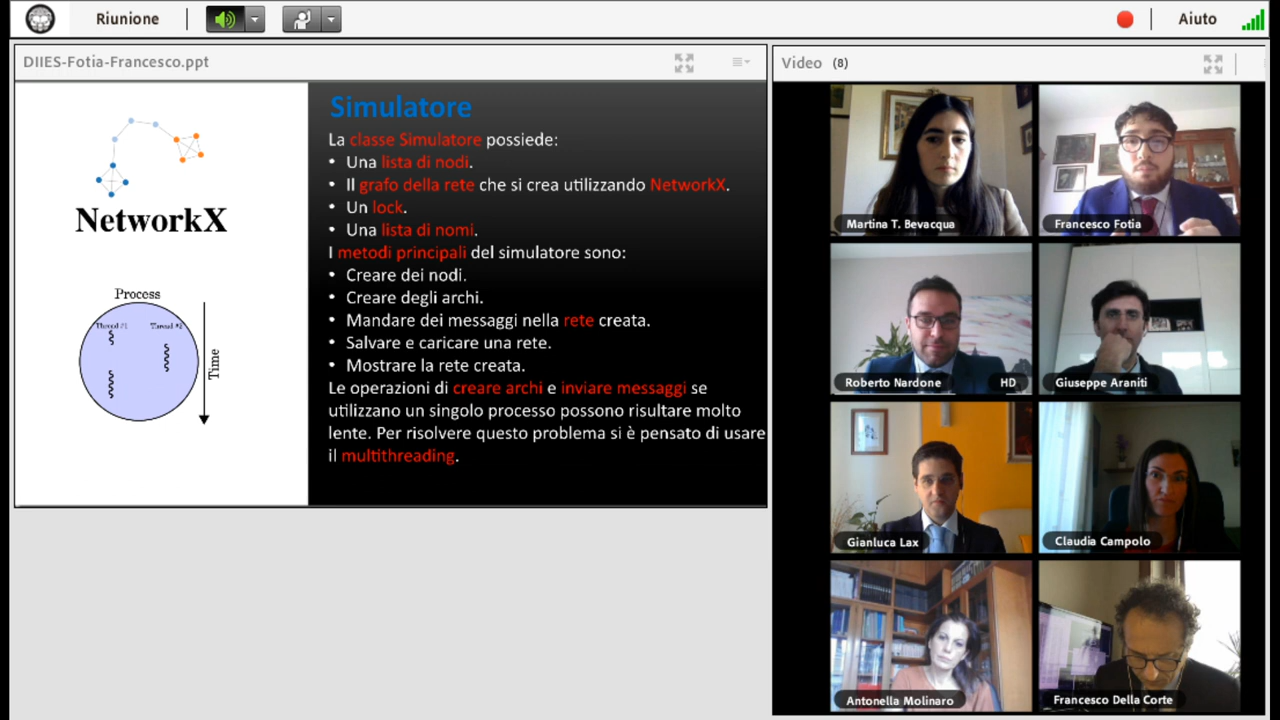 Riunione
Aiuto
DIIES-Fotia-Francesco.ppt
NetworkX
Process
Thread #1
Thread #2
Time
Simulatore
La classe Simulatore possiede:
• Una lista di nodi.
• Il grafo della rete che si crea utilizzando NetworkX.
• Un lock.
• Una lista di nomi.
I metodi principali del simulatore sono:
• Creare dei nodi.
• Creare degli archi.
• Mandare dei messaggi nella rete creata.
• Salvare e caricare una rete.
• Mostrare la rete creata.
Le operazioni di creare archi e inviare messaggi se
utilizzano un singolo processo possono risultare molto
lente. Per risolvere questo problema si è pensato di usare
il multithreading.
Video (8)
Martina T. Bevacqua
Francesco Fotia
Roberto Nardone HD
Giuseppe Araniti
Gianluca Lax
Claudia Campolo
Antonella Molinaro
Francesco Della Corte